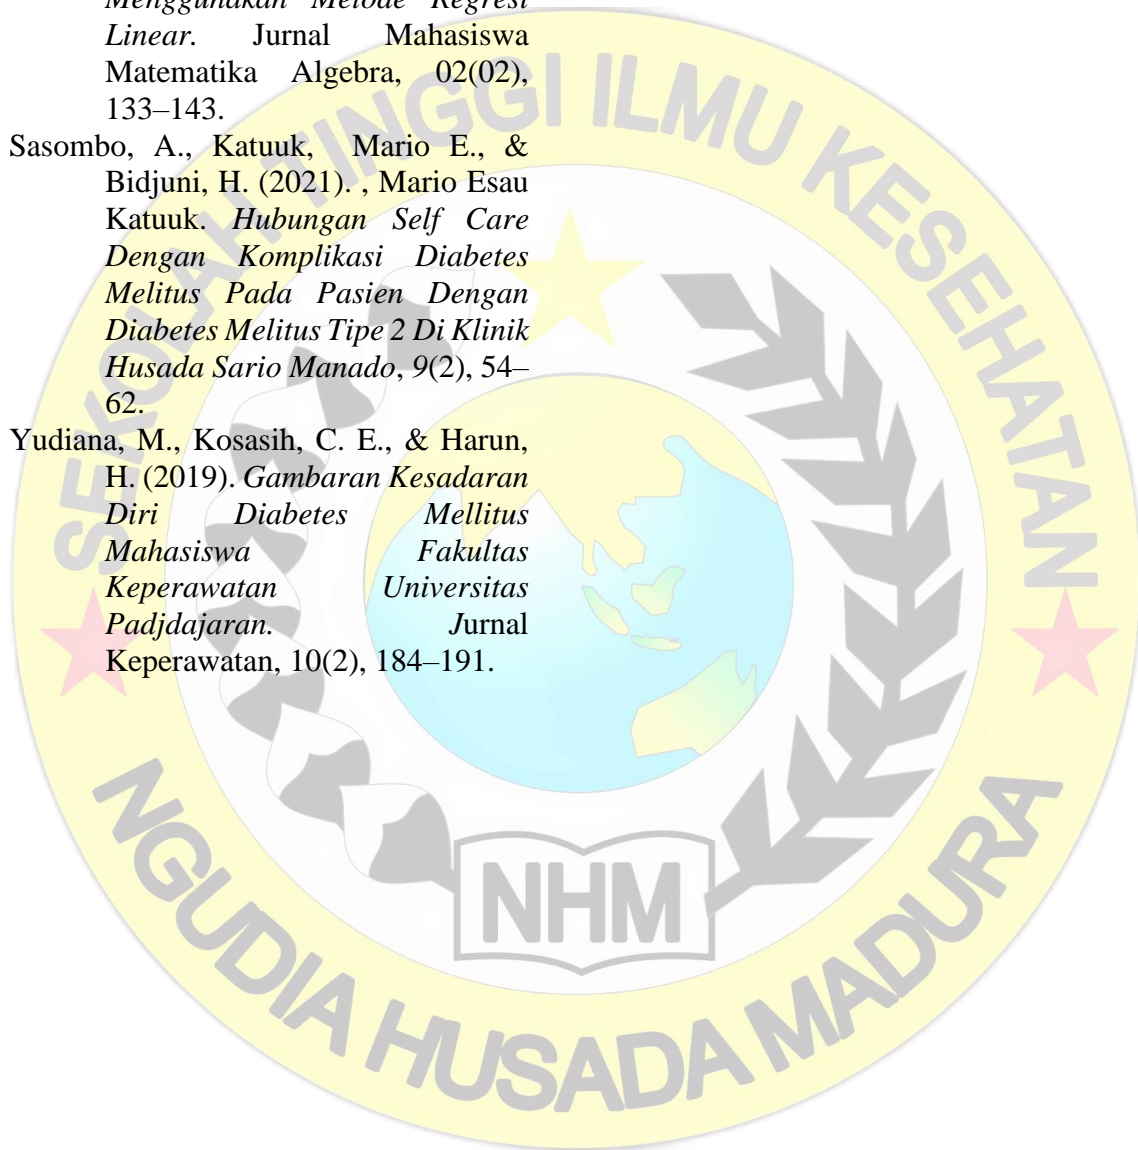 Menggunakan Metode Regresi
Linear. Jurnal Mahasiswa
Matematika Algebra, 02(02),
133–143.
Sasombo, A., Katuuk, Mario E., &
Bidjuni, H. (2021). , Mario Esau
Katuuk. Hubungan Self Care
Dengan Komplikasi Diabetes
Melitus Pada Pasien Dengan
Diabetes Melitus Tipe 2 Di Klinik
Husada Sario Manado, 9(2), 54–
62.
Yudiana, M., Kosasih, C. E., & Harun,
H. (2019). Gambaran Kesadaran
Diri Diabetes Mellitus
Mahasiswa Fakultas
Keperawatan Universitas
Padjdajaran. Jurnal
Keperawatan, 10(2), 184–191.
SEKOLAH TINGGI ILMU KESEHATAN
NHM
NGUDIA HUSADA MADURA